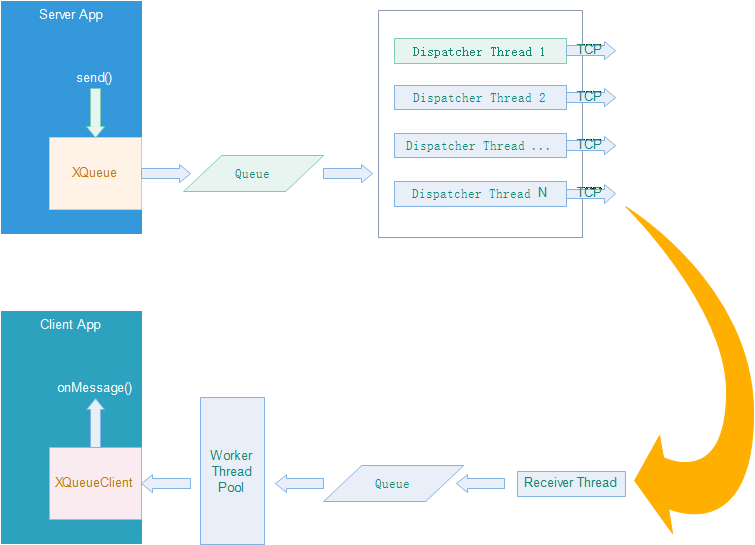 Server App
send()
XQueue
Queue
Dispatcher Thread 1
TCP
Dispatcher Thread 2
TCP
Dispatcher Thread ...
TCP
Dispatcher Thread N
TCP
Client App
onMessage()
XQueueClient
Worker
Thread
Pool
Queue
Receiver Thread